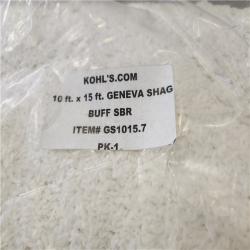 KOHL'S.COM
10 ft. x 15 ft. GENEVA SHAG
BUFF SBR
ITEM# GS1015.7
PK-1